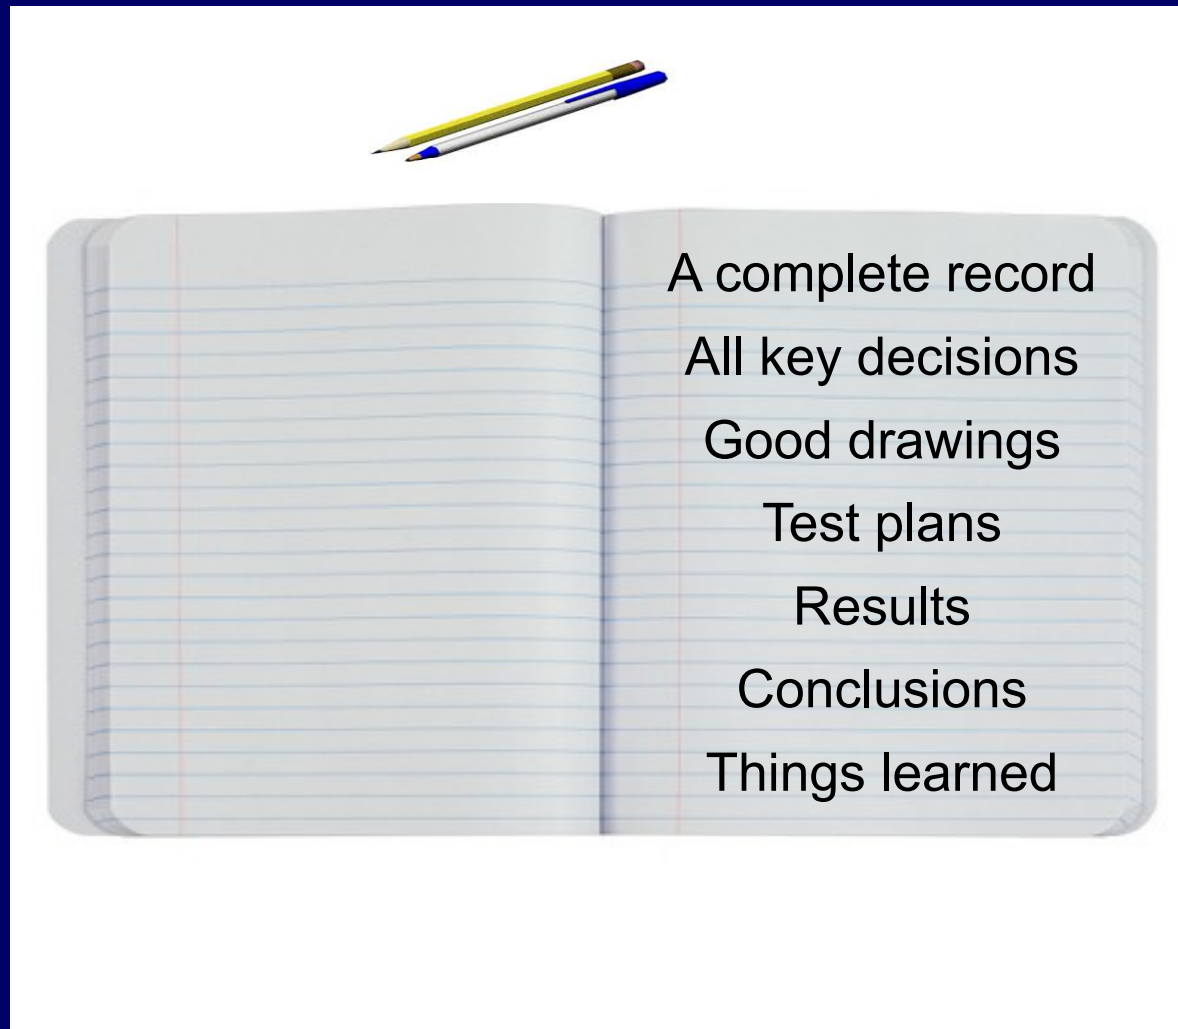 A complete record
All key decisions
Good drawings
Test plans
Results
Conclusions
Things learned